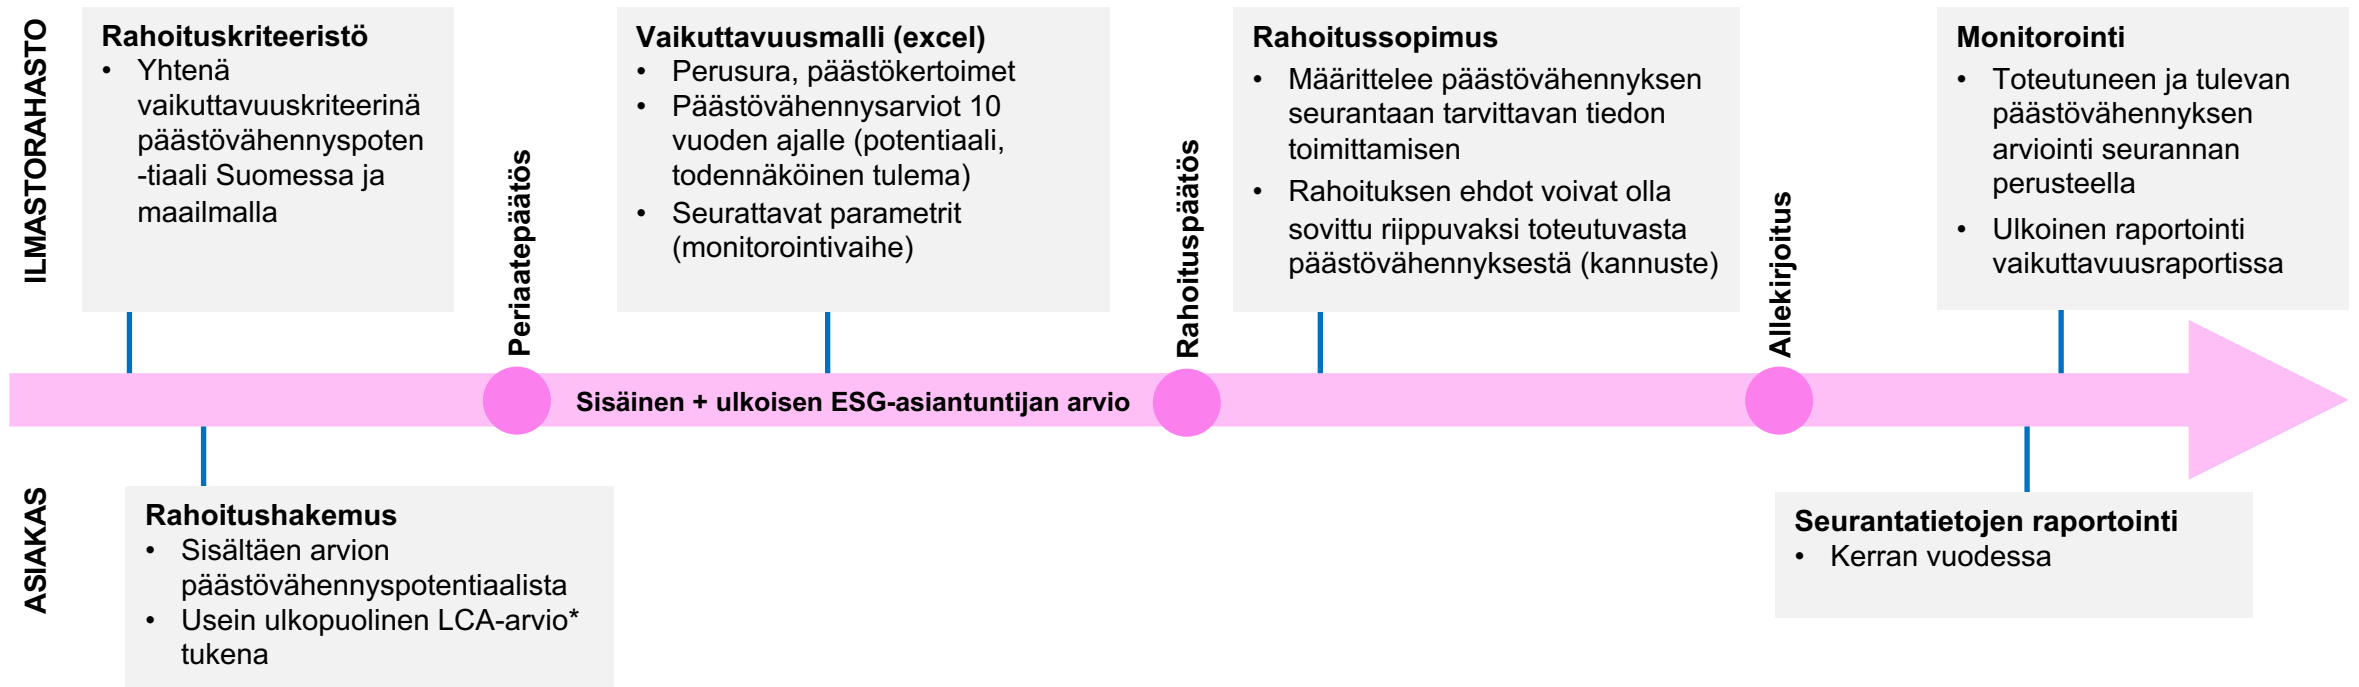 ILMASTORAHASTO
Rahoituskriteeristö
• Yhtenä
vaikuttavuuskriteerinä
päästövähennyspoten
-tiaali Suomessa ja
maailmalla
Periaatepäätös
Vaikuttavuusmalli (excel)
• Perusura, päästökertoimet
• Päästövähennysarviot 10
vuoden ajalle (potentiaali,
todennäköinen tulema)
• Seurattavat parametrit
(monitorointivaihe)
Rahoituspäätös
Rahoitussopimus
• Määrittelee päästövähennyksen
seurantaan tarvittavan tiedon
toimittamisen
• Rahoituksen ehdot voivat olla
sovittu riippuvaksi toteutuvasta
päästövähennyksestä (kannuste)
Allekirjoitus
Monitorointi
• Toteutuneen ja tulevan
päästövähennyksen
arviointi seurannan
perusteella
• Ulkoinen raportointi
vaikuttavuusraportissa
Sisäinen + ulkoisen ESG-asiantuntijan arvio
ASIAKAS
Rahoitushakemus
• Sisältäen arvion
päästövähennyspotentiaalista
• Usein ulkopuolinen LCA-arvio*
tukena
Seurantatietojen raportointi
• Kerran vuodessa